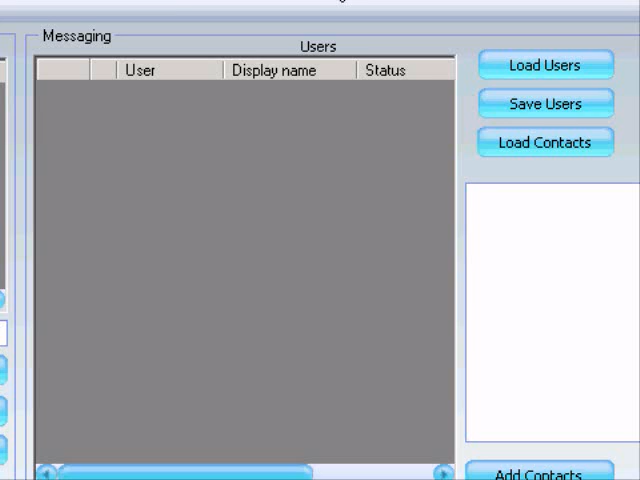 Messaging
Users
User Display name Status
Load Users
Save Users
Load Contacts
Add Contacts